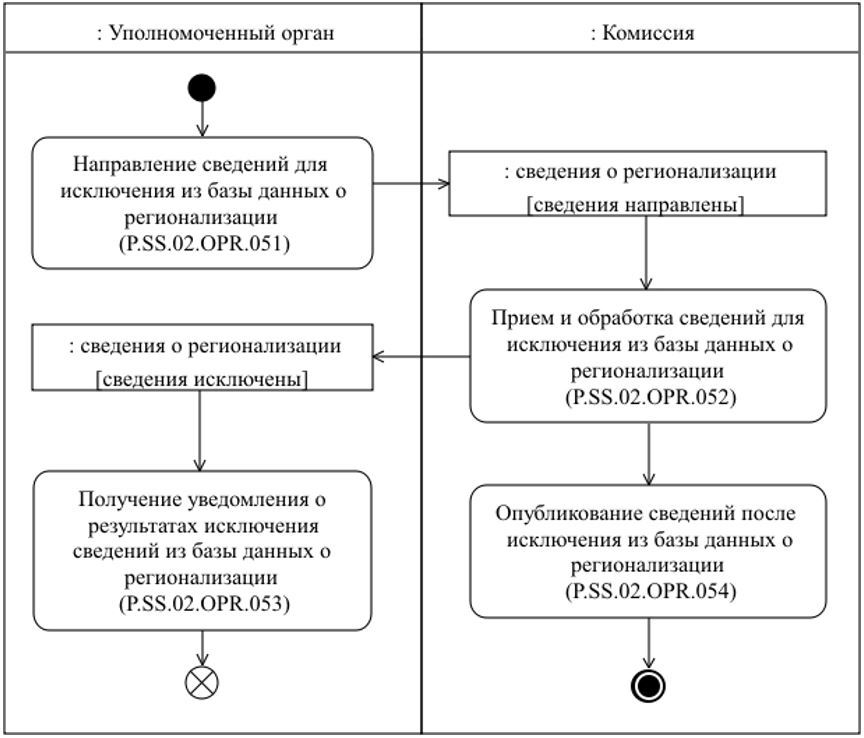 : Уполномоченный орган
: Комиссия
Направление сведений для
исключения из базы данных о
регионализации
(P.SS.02.OPR.051)
: сведения о регионализации
[сведения направлены]
Прием и обработка сведений для
исключения из базы данных о
регионализации
(P.SS.02.OPR.052)
: сведения о регионализации
[сведения исключены]
Получение уведомления о
результатах исключения
сведений из базы данных о
регионализации
(P.SS.02.OPR.053)
Опубликование сведений после
исключения из базы данных о
регионализации
(P.SS.02.OPR.054)